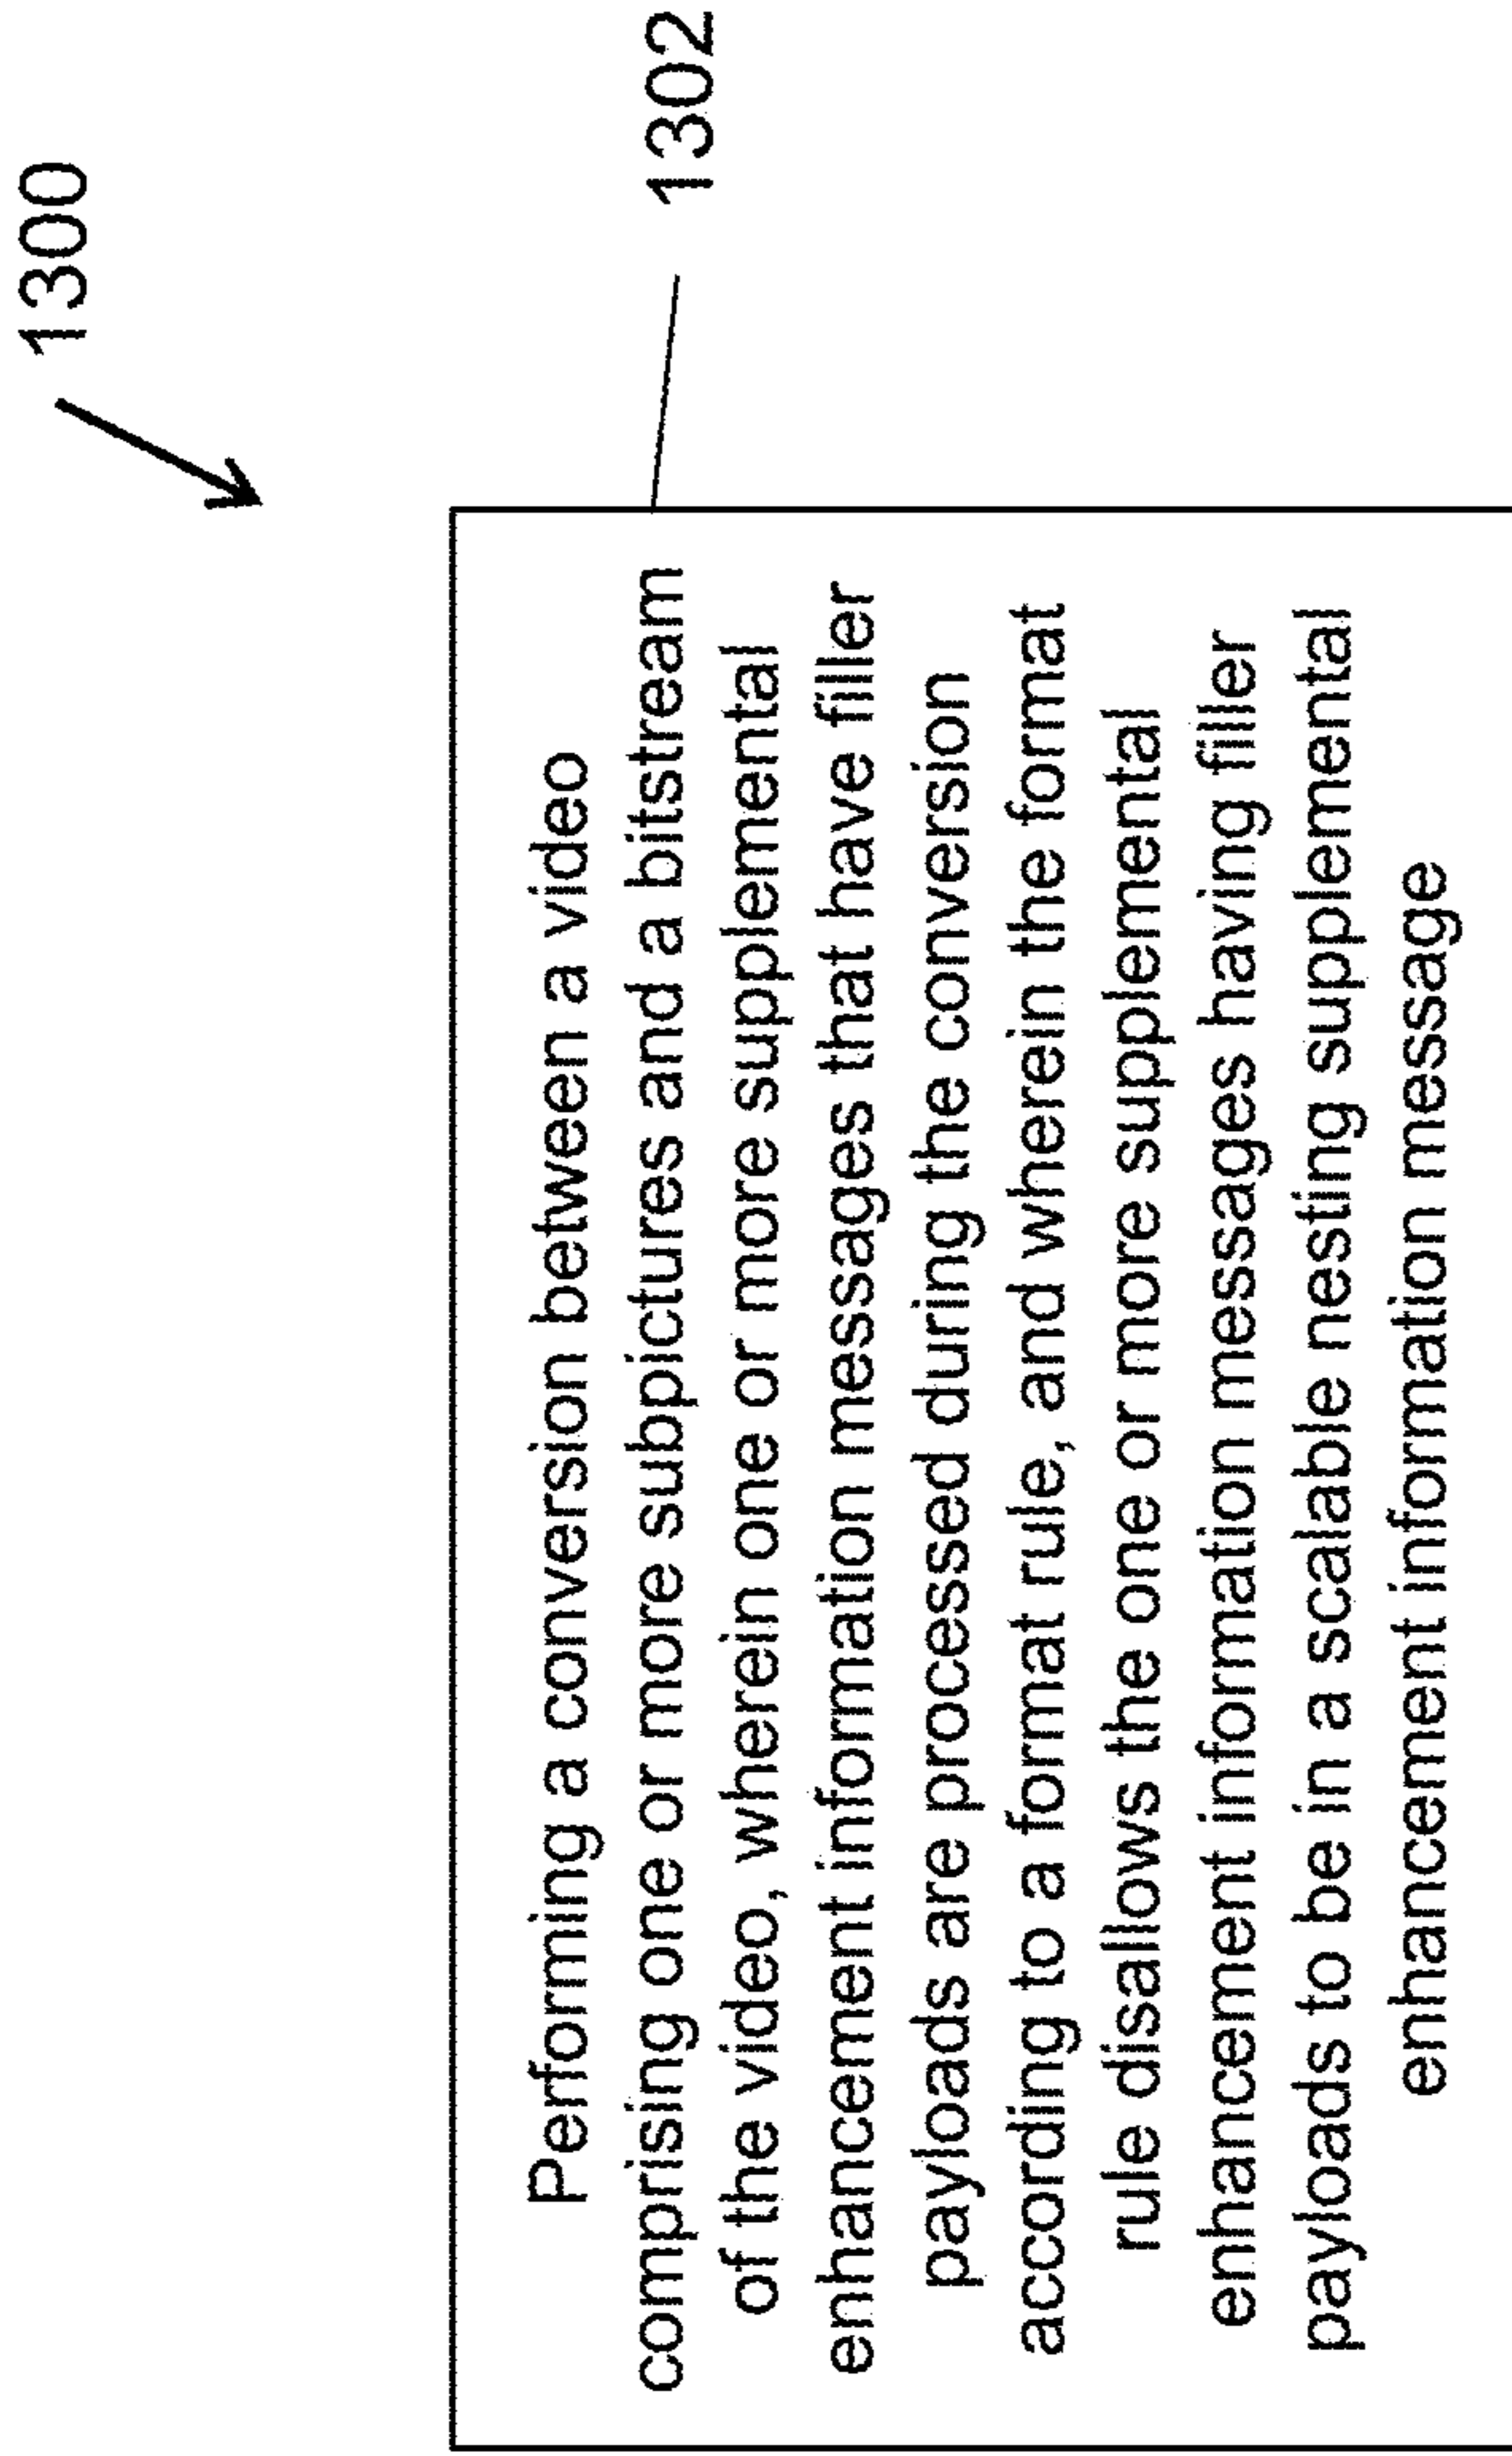 1300
1302
Performing a conversion between a video
comprising one or more subpictures and a bitstream
of the video, wherein one or more supplemental
enhancement information messages that have filler
payloads are processed during the conversion
according to a format rule, and wherein the format
rule disallows the one or more supplemental
enhancement information messages having filler
payloads to be in a scalable nesting supplemental
enhancement information message